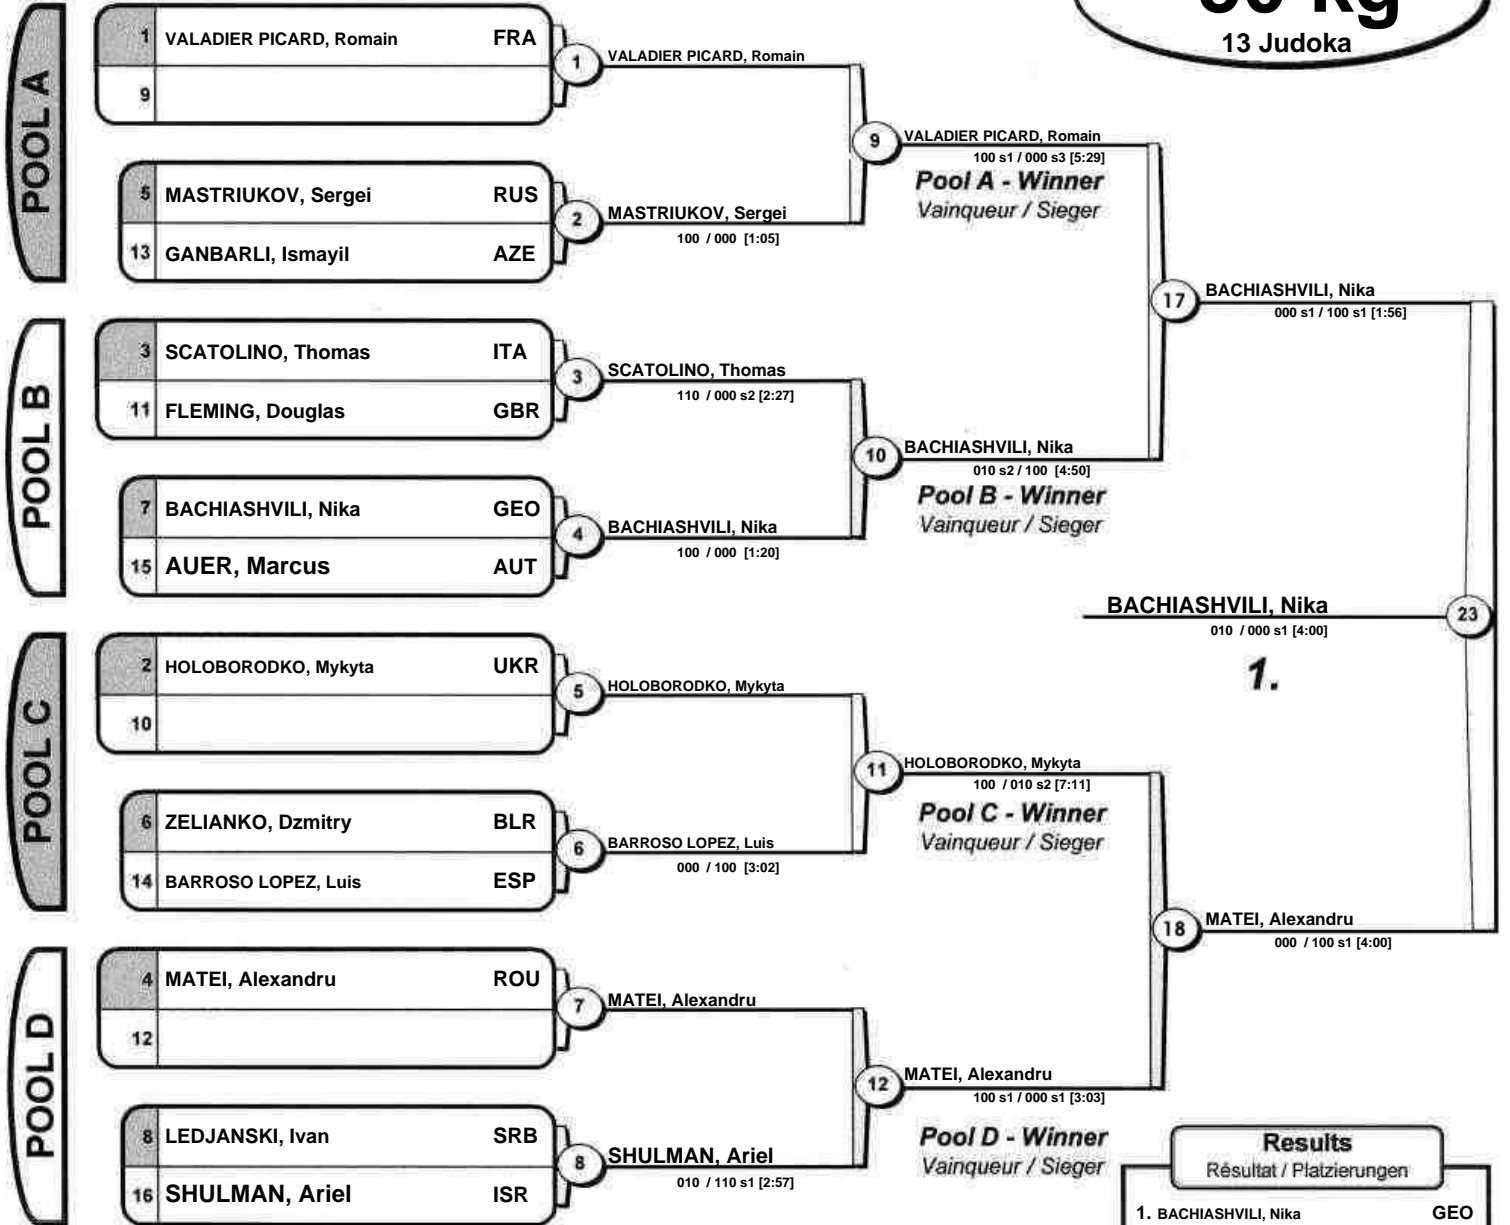 kg
13 Judoka
POOL A
1 VALADIER PICARD, Romain FRA
9
1 VALADIER PICARD, Romain
5 MASTRIUKOV, Sergei RUS
13 GANBARLI, Ismayil AZE
2 MASTRIUKOV, Sergei
100 / 000 [1:05]
9 VALADIER PICARD, Romain
100 s1 / 000 s3 [5:29]
Pool A - Winner
Vainqueur / Sieger
POOL B
3 SCATOLINO, Thomas ITA
11 FLEMING, Douglas GBR
3 SCATOLINO, Thomas
110 / 000 s2 [2:27]
7 BACHIASHVILI, Nika GEO
15 AUER, Marcus AUT
4 BACHIASHVILI, Nika
100 / 000 [1:20]
10 BACHIASHVILI, Nika
010 s2 / 100 [4:50]
Pool B - Winner
Vainqueur / Sieger
17 BACHIASHVILI, Nika
000 s1 / 100 s1 [1:56]
BACHIASHVILI, Nika 23
010 / 000 s1 [4:00]
1.
POOL C
2 HOLOBORODKO, Mykyta UKR
10
5 HOLOBORODKO, Mykyta
6 ZELIANKO, Dzmitry BLR
14 BARROSO LOPEZ, Luis ESP
6 BARROSO LOPEZ, Luis
000 / 100 [3:02]
11 HOLOBORODKO, Mykyta
100 / 010 s2 [7:11]
Pool C - Winner
Vainqueur / Sieger
POOL D
4 MATEI, Alexandru ROU
12
7 MATEI, Alexandru
8 LEDJANSKI, Ivan SRB
16 SHULMAN, Ariel ISR
8 SHULMAN, Ariel
010 / 110 s1 [2:57]
12 MATEI, Alexandru
100 s1 / 000 s1 [3:03]
Pool D - Winner
Vainqueur / Sieger
18 MATEI, Alexandru
000 / 100 s1 [4:00]
Results
Résultat / Platzierungen
1. BACHIASHVILI, Nika GEO